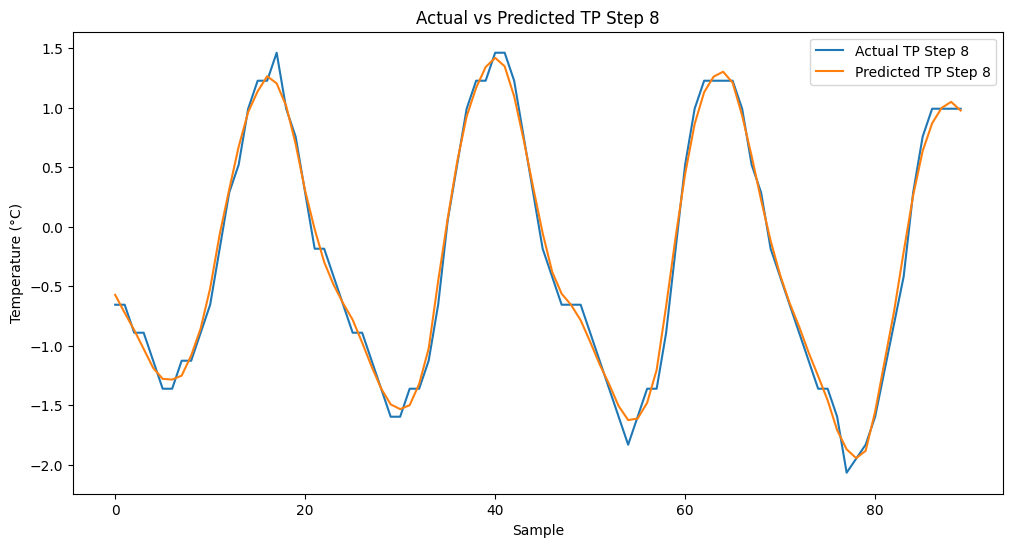 Actual vs Predicted TP Step 8
Actual TP Step 8
Predicted TP Step 8
Temperature (°C)
1.5
1.0
0.5
0.0
−0.5
−1.0
−1.5
−2.0
0 20 40 60 80
Sample